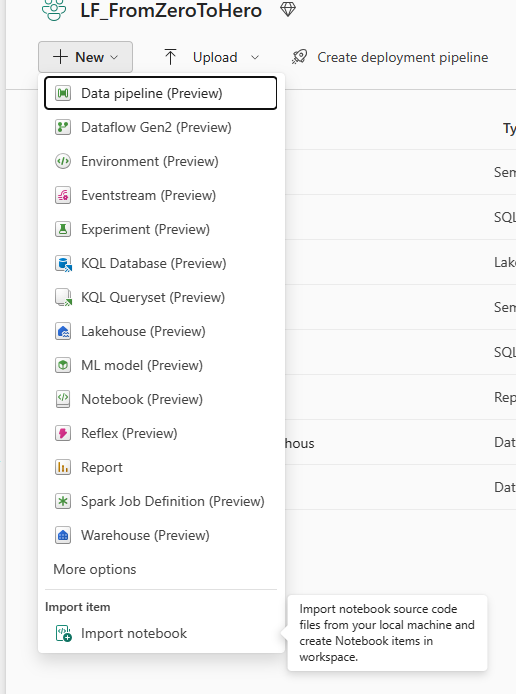 LF_FromZeroToHero
New
Upload
Create deployment pipeline
Data pipeline (Preview)
Dataflow Gen2 (Preview)
Environment (Preview)
Eventstream (Preview)
Experiment (Preview)
KQL Database (Preview)
KQL Queryset (Preview)
Lakehouse (Preview)
ML model (Preview)
Notebook (Preview)
Reflex (Preview)
Report
Spark Job Definition (Preview)
Warehouse (Preview)
More options
Import item
Import notebook
Import notebook source code
files from your local machine and
create Notebook items in
workspace.
Ty
Sem
SQL
Lak
Sem
SQL
Rep
hous
Dat
Dat